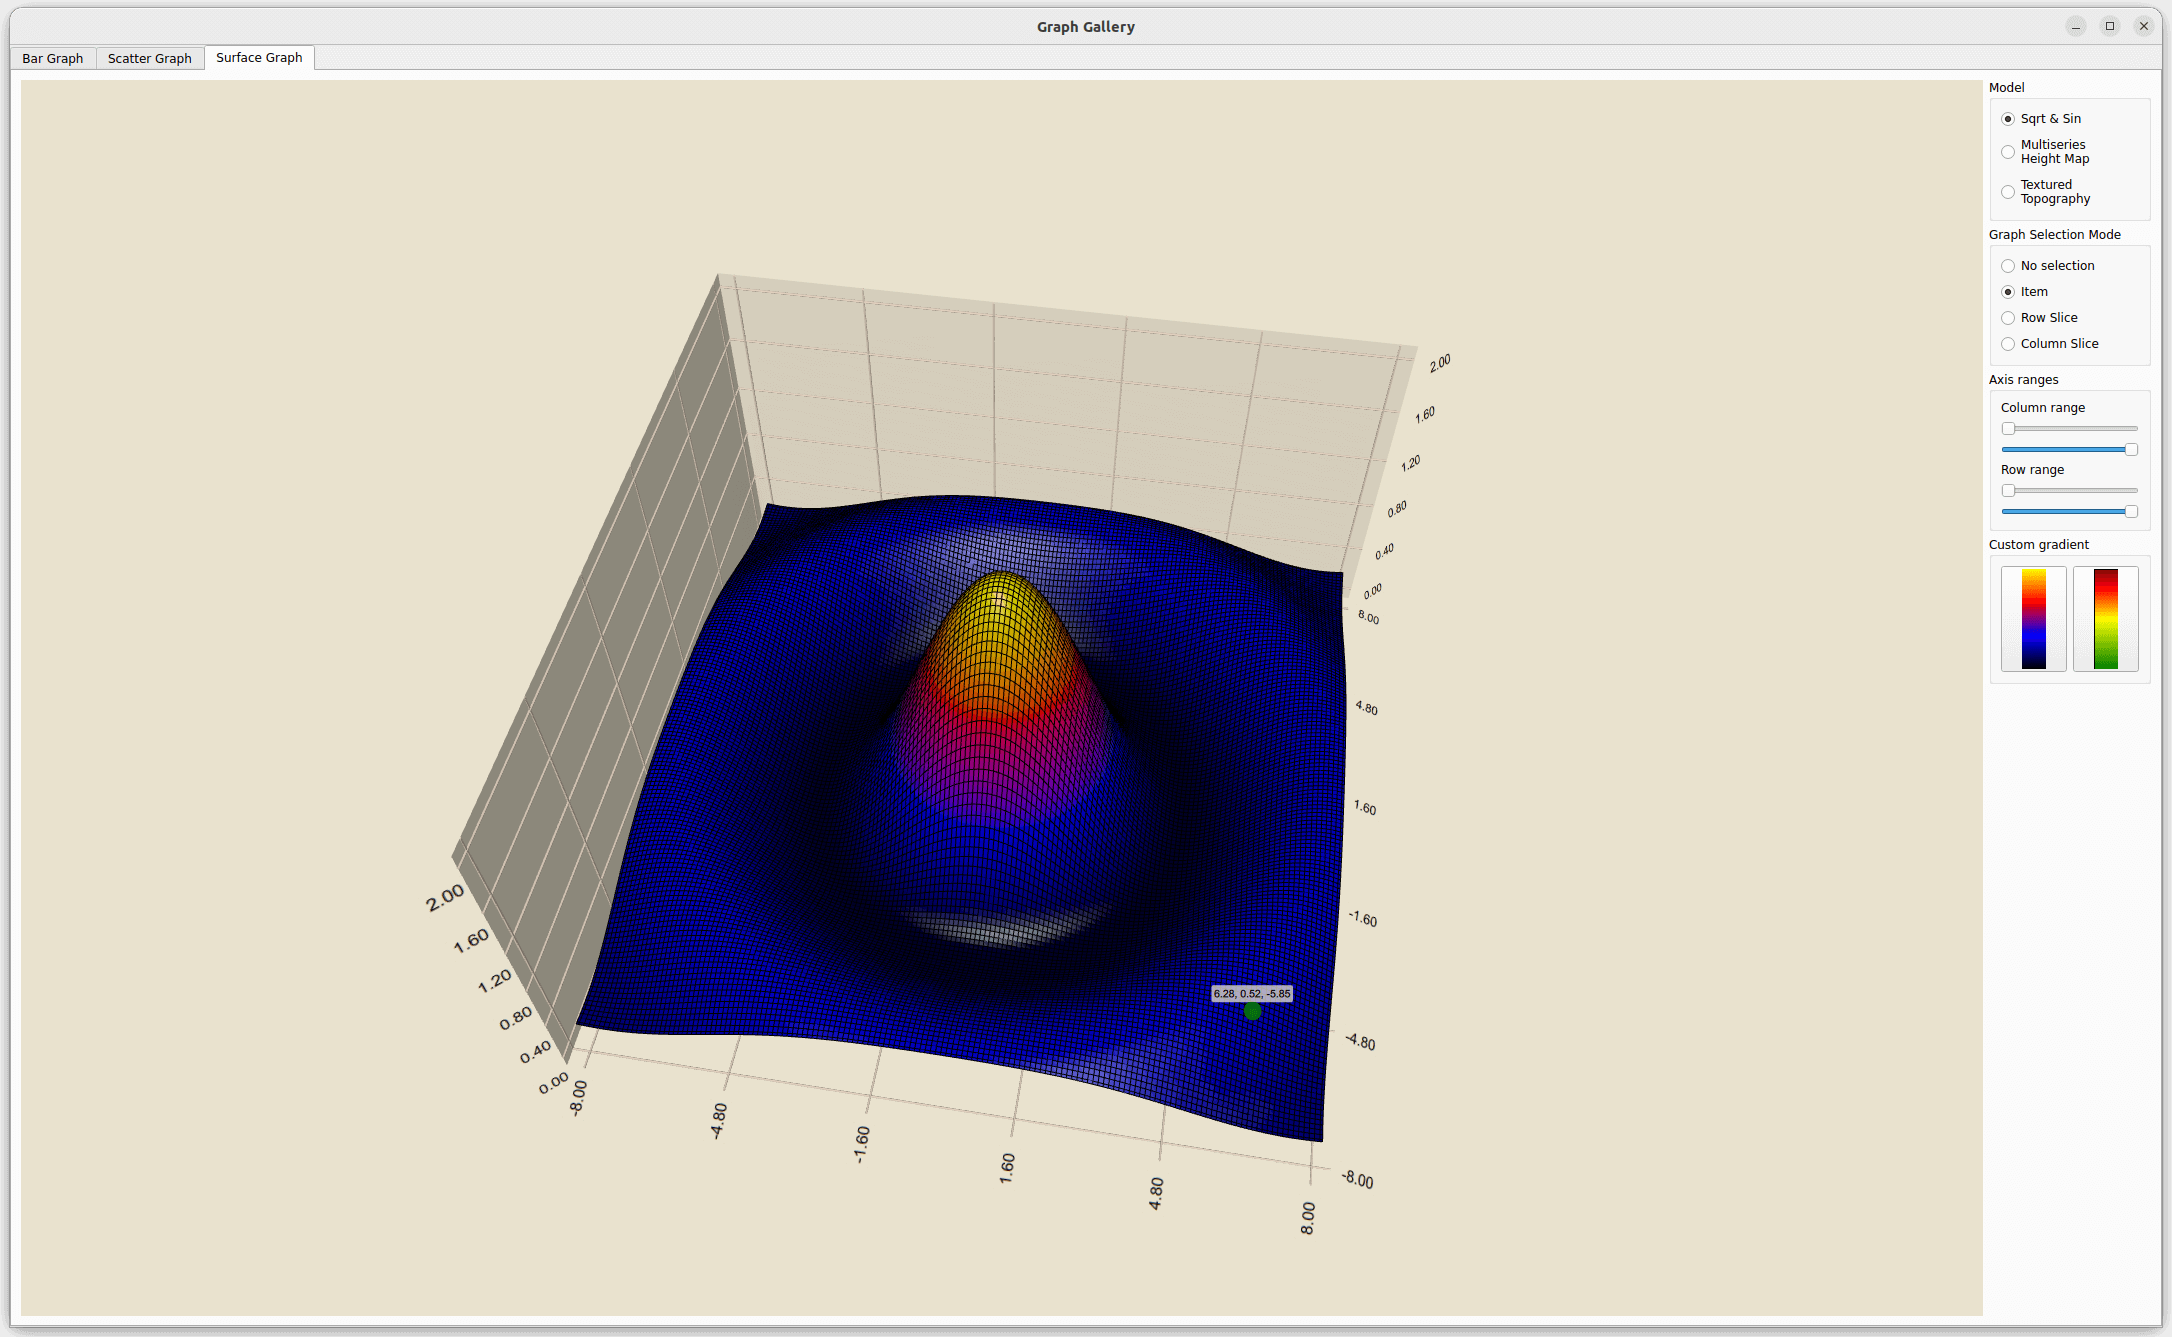 Graph Gallery
Bar Graph
Scatter Graph
Surface Graph
Model
Sqrt & Sin
Multiseries
Height Map
Textured
Topography
Graph Selection Mode
No selection
Item
Row Slice
Column Slice
Axis ranges
Column range
Row range
Custom gradient
2.00
1.60
1.20
0.80
0.40
0.00
8.00
4.80
1.60
-1.60
-4.80
-8.00
2.00
1.60
1.20
0.80
0.40
0.00
-8.00
-4.80
-1.60
1.60
4.80
8.00
6.28, 0.52, -5.85